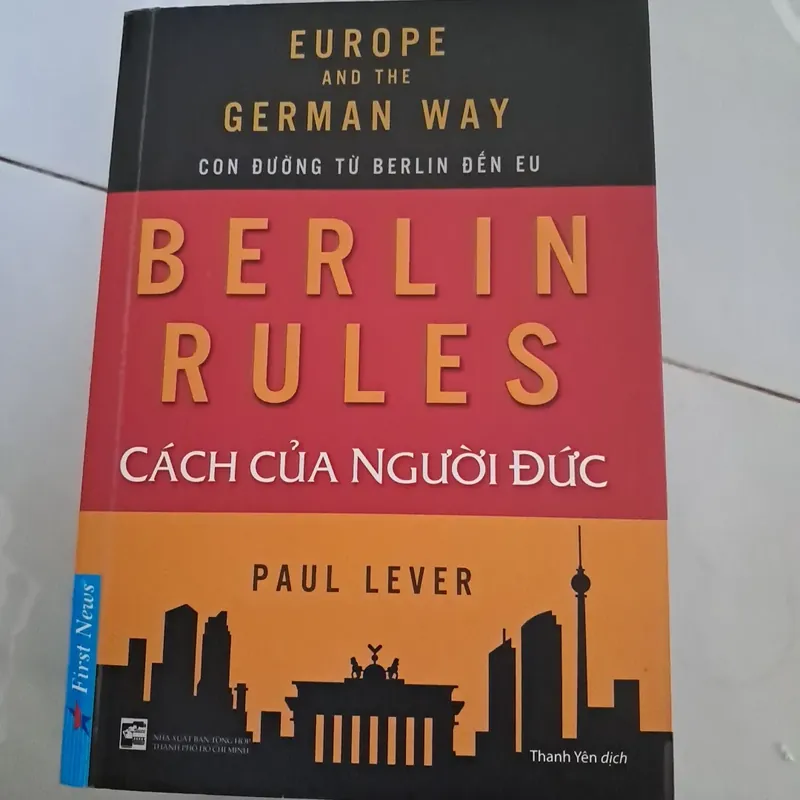 EUROPE
AND THE
GERMAN WAY
CON ĐƯỜNG TỪ BERLIN ĐẾN EU
BERLIN
RULES
CÁCH CỦA NGƯỜI ĐỨC
PAUL LEVER
First News
NHÀ XUẤT BẢN TỔNG HỢP
THÀNH PHỐ HỒ CHÍ MINH
Thanh Yên dịch